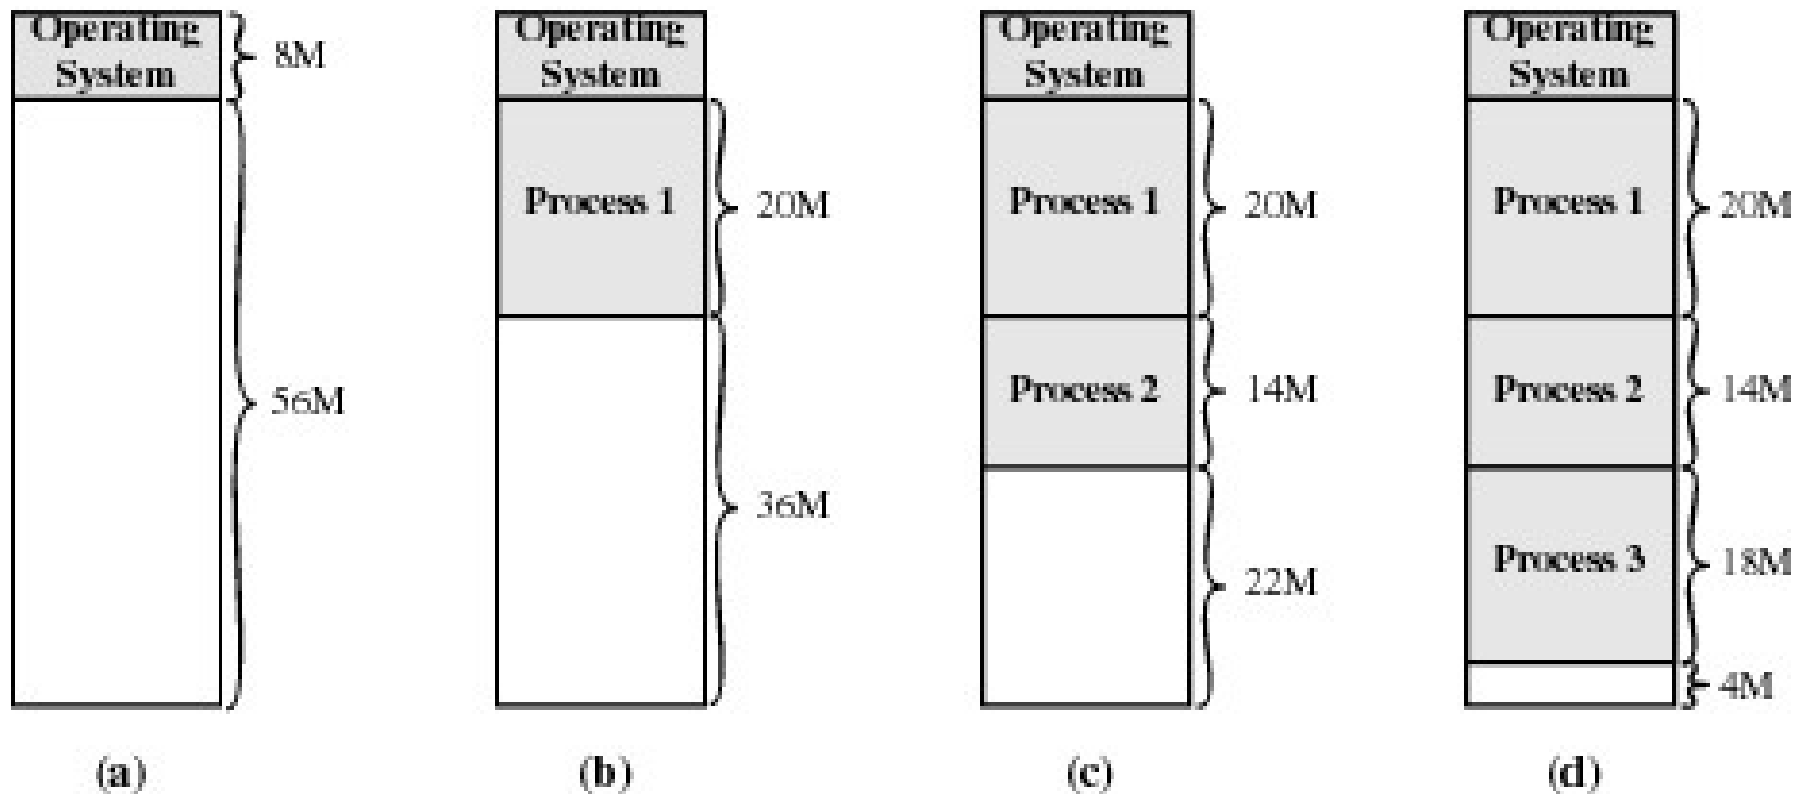 Operating
System
8M
56M
(a)
Operating
System
Process 1
20M
36M
(b)
Operating
System
Process 1
20M
Process 2
14M
22M
(c)
Operating
System
Process 1
20M
Process 2
14M
Process 3
18M
4M
(d)